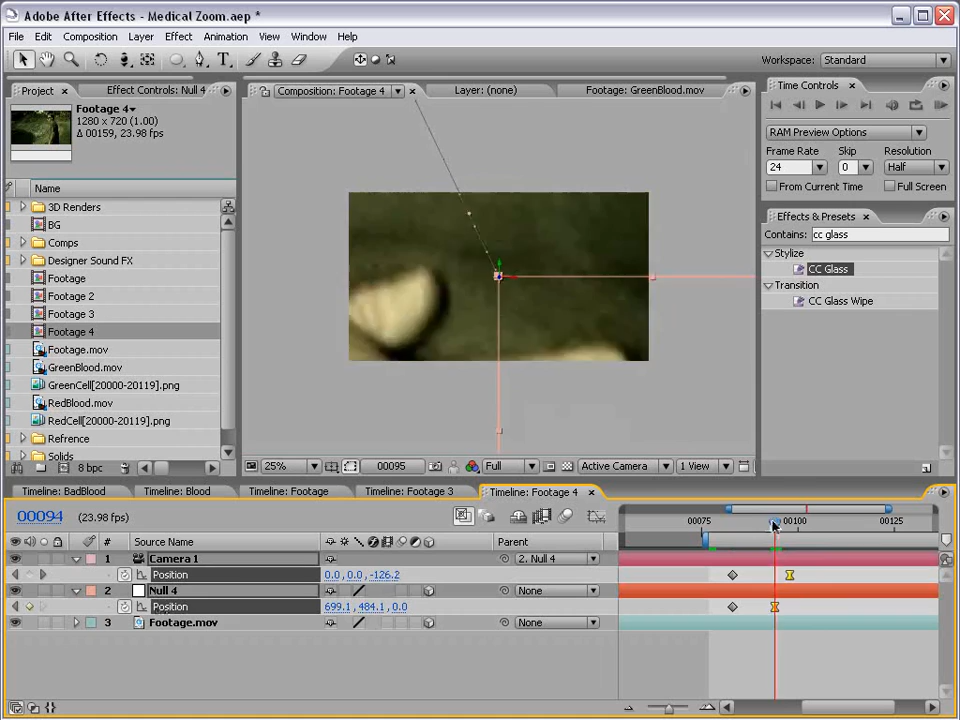 Adobe After Effects - Medical Zoom.aep *
File Edit Composition Layer Effect Animation View Window Help
Workspace: Standard
Project Effect Controls: Null 4
Composition: Footage 4 Layer: (none) Footage: GreenBlood.mov
Time Controls
Footage 4
1280 x 720 (1.00)
Δ 00159, 23.98 fps
RAM Preview Options
Frame Rate Skip Resolution
24 0 Half
From Current Time Full Screen
Name
3D Renders
BG
Comps
Designer Sound FX
Footage
Footage 2
Footage 3
Footage 4
Footage.mov
GreenBlood.mov
GreenCell[20000-20119].png
RedBlood.mov
RedCell[20000-20119].png
Refrence
Solids
8 bpc
Effects & Presets
Contains: cc glass
Stylize
CC Glass
Transition
CC Glass Wipe
25% 00095 Full Active Camera 1 View
Timeline: BadBlood Timeline: Blood Timeline: Footage Timeline: Footage 3 Timeline: Footage 4
00094 (23.98 fps)
00075 00100 00125
# Source Name Parent
1 Camera 1 2. Null 4
Position 0.0, 0.0, -126.2
2 Null 4 None
Position 699.1, 484.1, 0.0
3 Footage.mov None